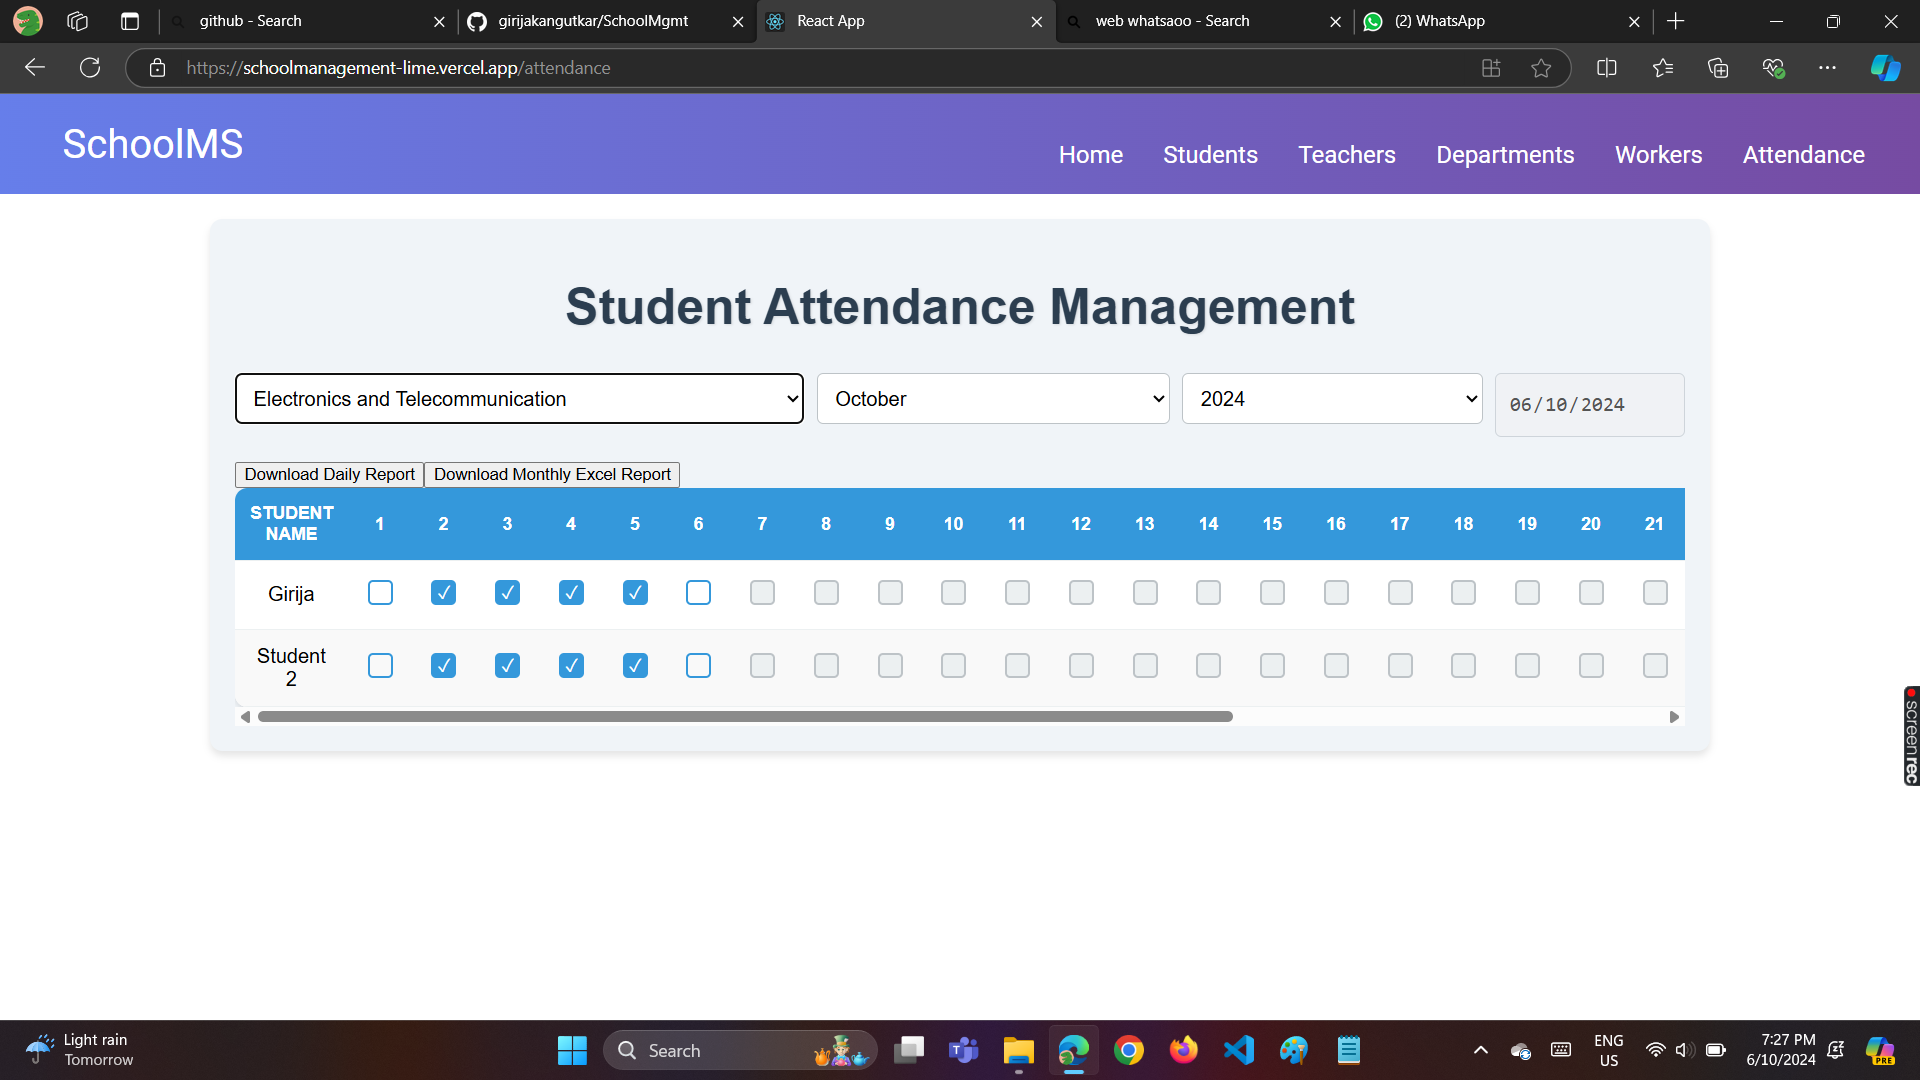 github - Search
girijakangutkar/SchoolMgmt
React App
web whatsaoo - Search
(2) WhatsApp
https://schoolmanagement-lime.vercel.app/attendance
SchoolMS
Home Students Teachers Departments Workers Attendance
Student Attendance Management
Electronics and Telecommunication October 2024 06/10/2024
Download Daily Report Download Monthly Excel Report
STUDENT NAME 1 2 3 4 5 6 7 8 9 10 11 12 13 14 15 16 17 18 19 20 21
Girija
Student
2
screenrec
Light rain
Tomorrow
Search
T
PRE
ENG
US
7:27 PM
6/10/2024